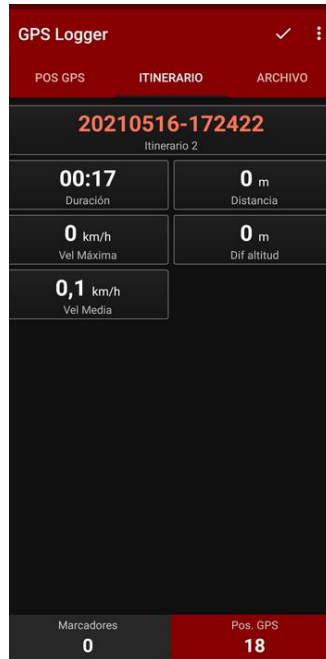 GPS Logger
POS GPS ITINERARIO ARCHIVO
20210516-172422
Itinerario 2
00:17 0 m
Duración Distancia
0 km/h 0 m
Vel Máxima Dif altitud
0,1 km/h
Vel Media
Marcadores Pos. GPS
0 18